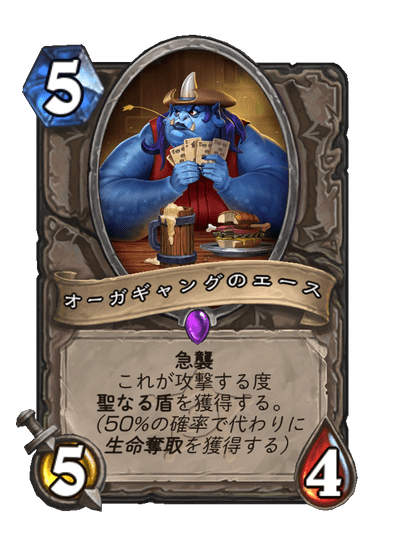 5
オーガギャングのエース
急襲
これが攻撃する度
聖なる盾を獲得する。
(50%の確率で代わりに
生命奪取を獲得する)
5
4